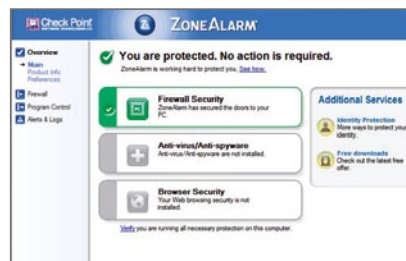 Check Point
SOFTWARE TECHNOLOGIES LTD.
ZONEALARM
Overview
Main
Product Info
Preferences
Firewall
Program Control
Alerts & Logs
You are protected. No action is required.
ZoneAlarm is working hard to protect you. See how.
Firewall Security
ZoneAlarm has secured the doors to your
PC.
Anti-virus/Anti-spyware
Anti-virus/Anti-spyware are not installed.
Browser Security
Your Web browsing security is not
installed.
Verify you are running all necessary protection on this computer.
Additional Services
Identity Protection
More ways to protect your
identity.
Free downloads
Check out the latest free
offer.